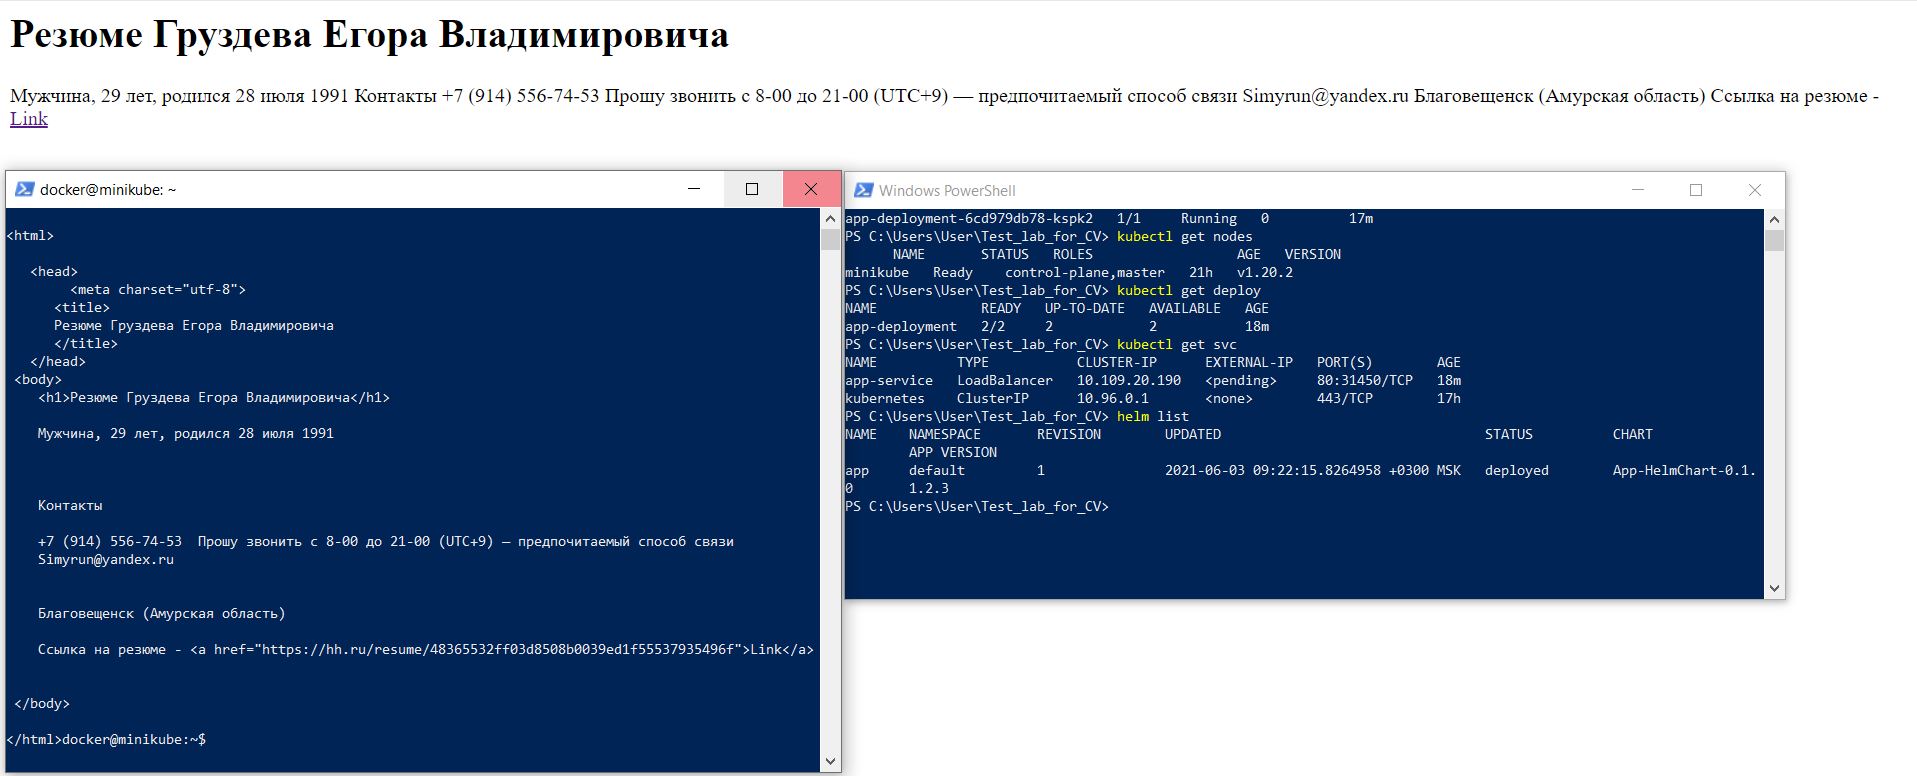 Резюме Груздева Егора Владимировича
Мужчина, 29 лет, родился 28 июля 1991 Контакты +7 (914) 556-74-53 Прошу звонить с 8-00 до 21-00 (UTC+9) — предпочитаемый способ связи Simyrun@yandex.ru Благовещенск (Амурская область) Ссылка на резюме -
Link
docker@minikube: ~
<html>
<head>
<meta charset="utf-8">
<title>
Резюме Груздева Егора Владимировича
</title>
</head>
<body>
<h1>Резюме Груздева Егора Владимировича</h1>
Мужчина, 29 лет, родился 28 июля 1991
Контакты
+7 (914) 556-74-53  Прошу звонить с 8-00 до 21-00 (UTC+9) — предпочитаемый способ связи
Simyrun@yandex.ru
Благовещенск (Амурская область)
Ссылка на резюме - <a href="https://hh.ru/resume/48365532ff03d8508b0039ed1f55537935496f">Link</a>
</body>
</html>docker@minikube:~$
Windows PowerShell
app-deployment-6cd979db78-kspk2   1/1     Running   0          17m
PS C:\Users\User\Test_lab_for_CV> kubectl get nodes
NAME       STATUS   ROLES                  AGE   VERSION
minikube   Ready    control-plane,master   21h   v1.20.2
PS C:\Users\User\Test_lab_for_CV> kubectl get deploy
NAME             READY   UP-TO-DATE   AVAILABLE   AGE
app-deployment   2/2     2            2           18m
PS C:\Users\User\Test_lab_for_CV> kubectl get svc
NAME          TYPE           CLUSTER-IP      EXTERNAL-IP   PORT(S)        AGE
app-service   LoadBalancer   10.109.20.190   <pending>     80:31450/TCP   18m
kubernetes    ClusterIP      10.96.0.1       <none>        443/TCP        17h
PS C:\Users\User\Test_lab_for_CV> helm list
NAME    NAMESPACE       REVISION        UPDATED                                 STATUS          CHART
APP VERSION
app     default         1               2021-06-03 09:22:15.8264958 +0300 MSK   deployed        App-HelmChart-0.1.
0       1.2.3
PS C:\Users\User\Test_lab_for_CV>